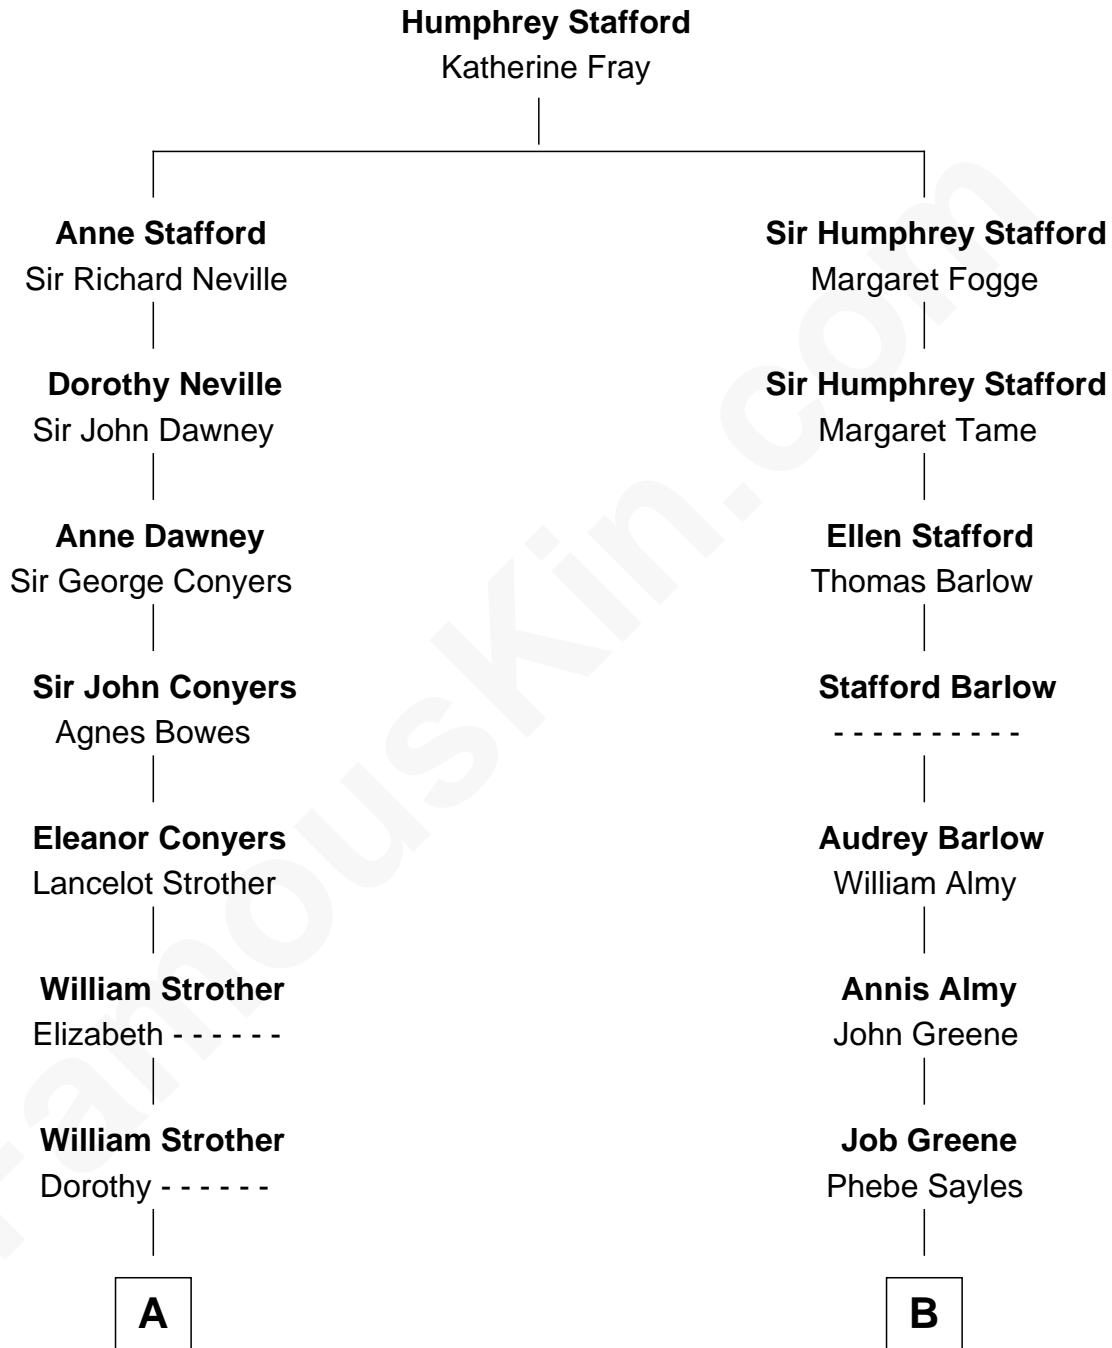 Humphrey Stafford
Katherine Fray
Anne Stafford
Sir Richard Neville
Sir Humphrey Stafford
Margaret Fogge
Dorothy Neville
Sir John Dawney
Sir Humphrey Stafford
Margaret Tame
Anne Dawney
Sir George Conyers
Ellen Stafford
Thomas Barlow
Sir John Conyers
Agnes Bowes
Stafford Barlow
- - - - - - - - - -
Eleanor Conyers
Lancelot Strother
Audrey Barlow
William Almy
William Strother
Elizabeth - - - - - -
Annis Almy
John Greene
William Strother
Dorothy - - - - - -
Job Greene
Phebe Sayles
A
B
FamousKin.com